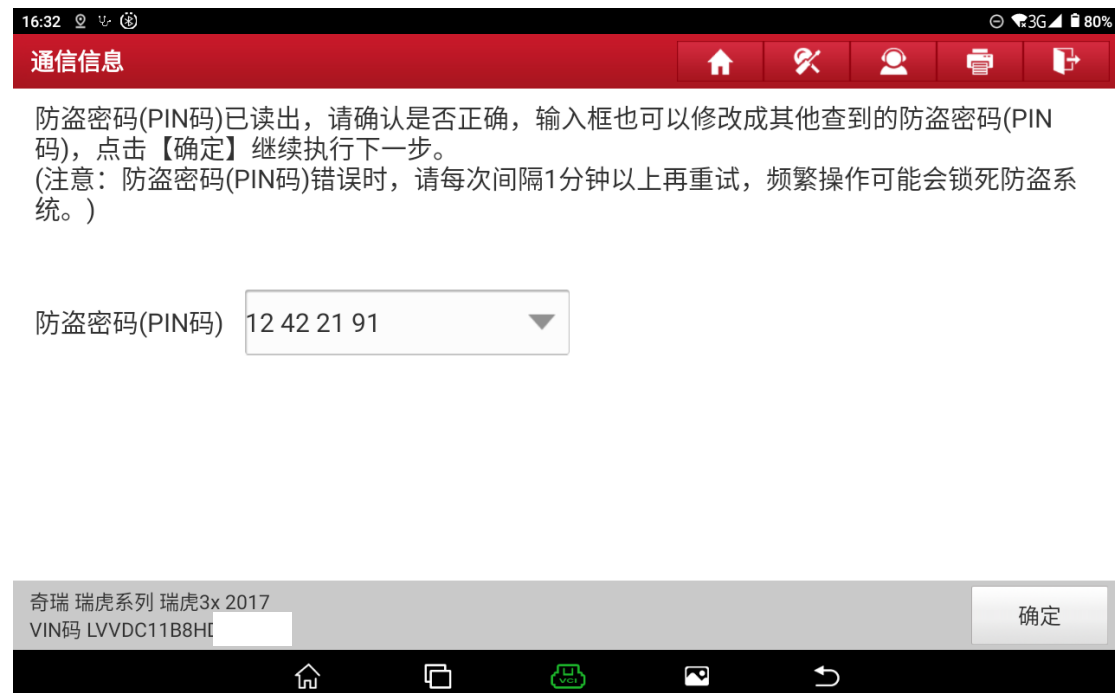 16:32 3G 80%
通信信息
防盗密码(PIN码)已读出，请确认是否正确，输入框也可以修改成其他查到的防盗密码(PIN
码)，点击【确定】继续执行下一步。
(注意：防盗密码(PIN码)错误时，请每次间隔1分钟以上再重试，频繁操作可能会锁死防盗系
统。)
防盗密码(PIN码) 12 42 21 91
奇瑞 瑞虎系列 瑞虎3x 2017
VIN码 LVVDC11B8H
确定
VCI